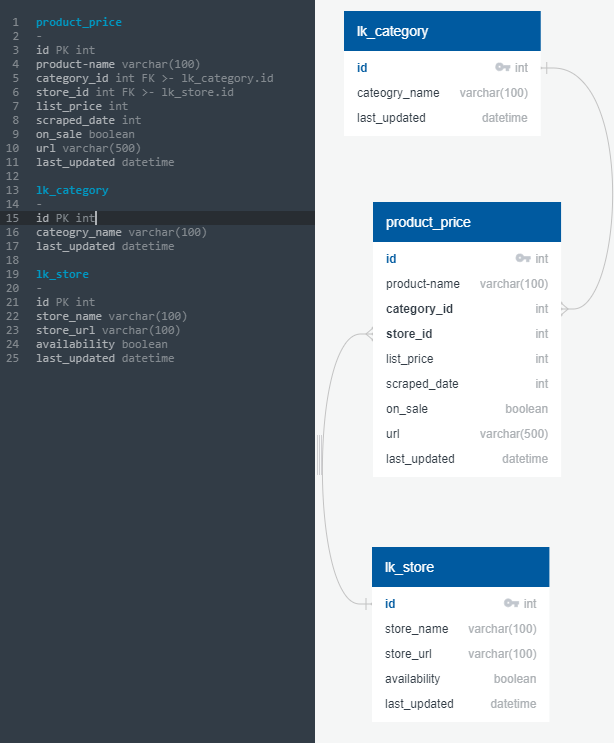 1 product_price
2 -
3 id PK int
4 product-name varchar(100)
5 category_id int FK >- lk_category.id
6 store_id int FK >- lk_store.id
7 list_price int
8 scraped_date int
9 on_sale boolean
10 url varchar(500)
11 last_updated datetime
12
13 lk_category
14 -
15 id PK int
16 cateogry_name varchar(100)
17 last_updated datetime
18
19 lk_store
20 -
21 id PK int
22 store_name varchar(100)
23 store_url varchar(100)
24 availability boolean
25 last_updated datetime
lk_category
id int
cateogry_name varchar(100)
last_updated datetime
product_price
id int
product-name varchar(100)
category_id int
store_id int
list_price int
scraped_date int
on_sale boolean
url varchar(500)
last_updated datetime
lk_store
id int
store_name varchar(100)
store_url varchar(100)
availability boolean
last_updated datetime